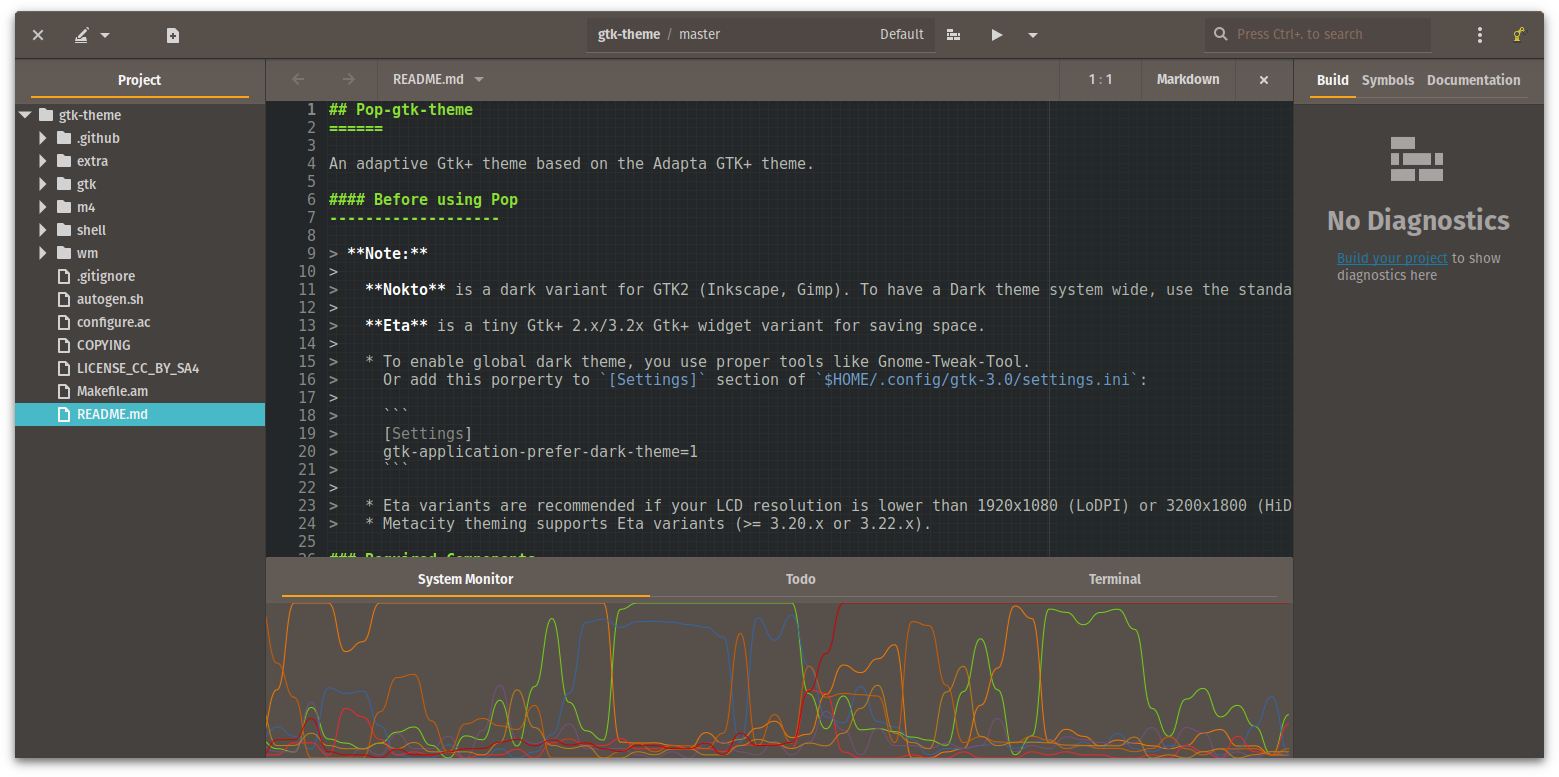 gtk-theme / master Default
Press Ctrl+. to search
Project
README.md
1 : 1
Markdown
Build Symbols Documentation
gtk-theme
.github
extra
gtk
m4
shell
wm
.gitignore
autogen.sh
configure.ac
COPYING
LICENSE_CC_BY_SA4
Makefile.am
README.md
1 ## Pop-gtk-theme
2 ======
3
4 An adaptive Gtk+ theme based on the Adapta GTK+ theme.
5
6 #### Before using Pop
7 -------------------
8
9 > **Note:**
10 >
11 >   **Nokto** is a dark variant for GTK2 (Inkscape, Gimp). To have a Dark theme system wide, use the standa
12 >
13 >   **Eta** is a tiny Gtk+ 2.x/3.2x Gtk+ widget variant for saving space.
14 >
15 >   * To enable global dark theme, you use proper tools like Gnome-Tweak-Tool.
16 >     Or add this porperty to `[Settings]` section of `$HOME/.config/gtk-3.0/settings.ini`:
17 >
18 >     ```
19 >     [Settings]
20 >     gtk-application-prefer-dark-theme=1
21 >     ```
22 >
23 >   * Eta variants are recommended if your LCD resolution is lower than 1920x1080 (LoDPI) or 3200x1800 (HiD
24 >   * Metacity theming supports Eta variants (>= 3.20.x or 3.22.x).
25
26 ### Required Components
No Diagnostics
Build your project to show
diagnostics here
System Monitor
Todo
Terminal